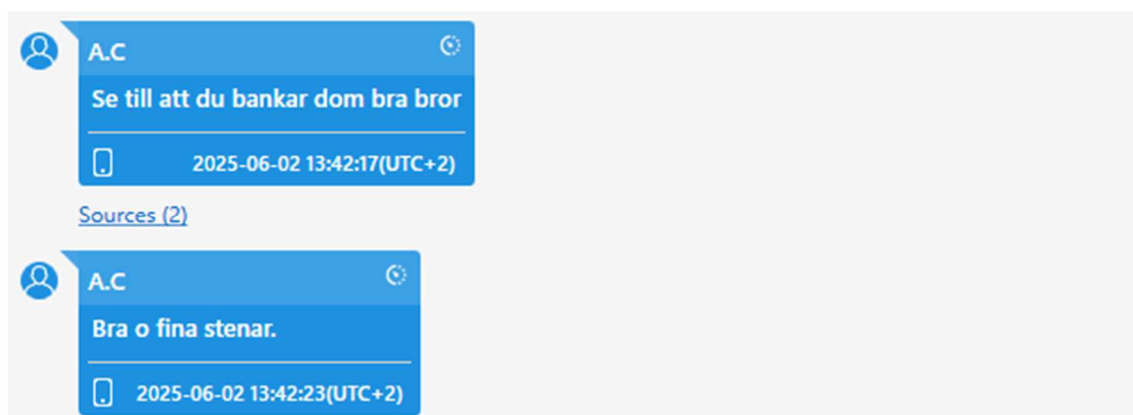 A.C
Se till att du bankar dom bra bror
2025-06-02 13:42:17(UTC+2)
Sources (2)
A.C
Bra o fina stenar.
2025-06-02 13:42:23(UTC+2)